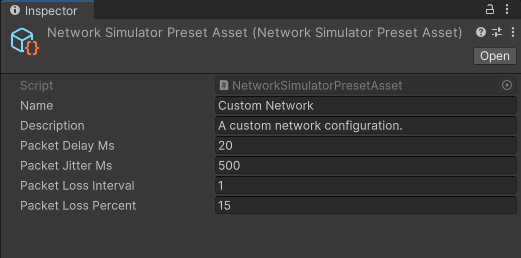 Inspector
Network Simulator Preset Asset (Network Simulator Preset Asset)
Open
Script NetworkSimulatorPresetAsset
Name Custom Network
Description A custom network configuration.
Packet Delay Ms 20
Packet Jitter Ms 500
Packet Loss Interval 1
Packet Loss Percent 15